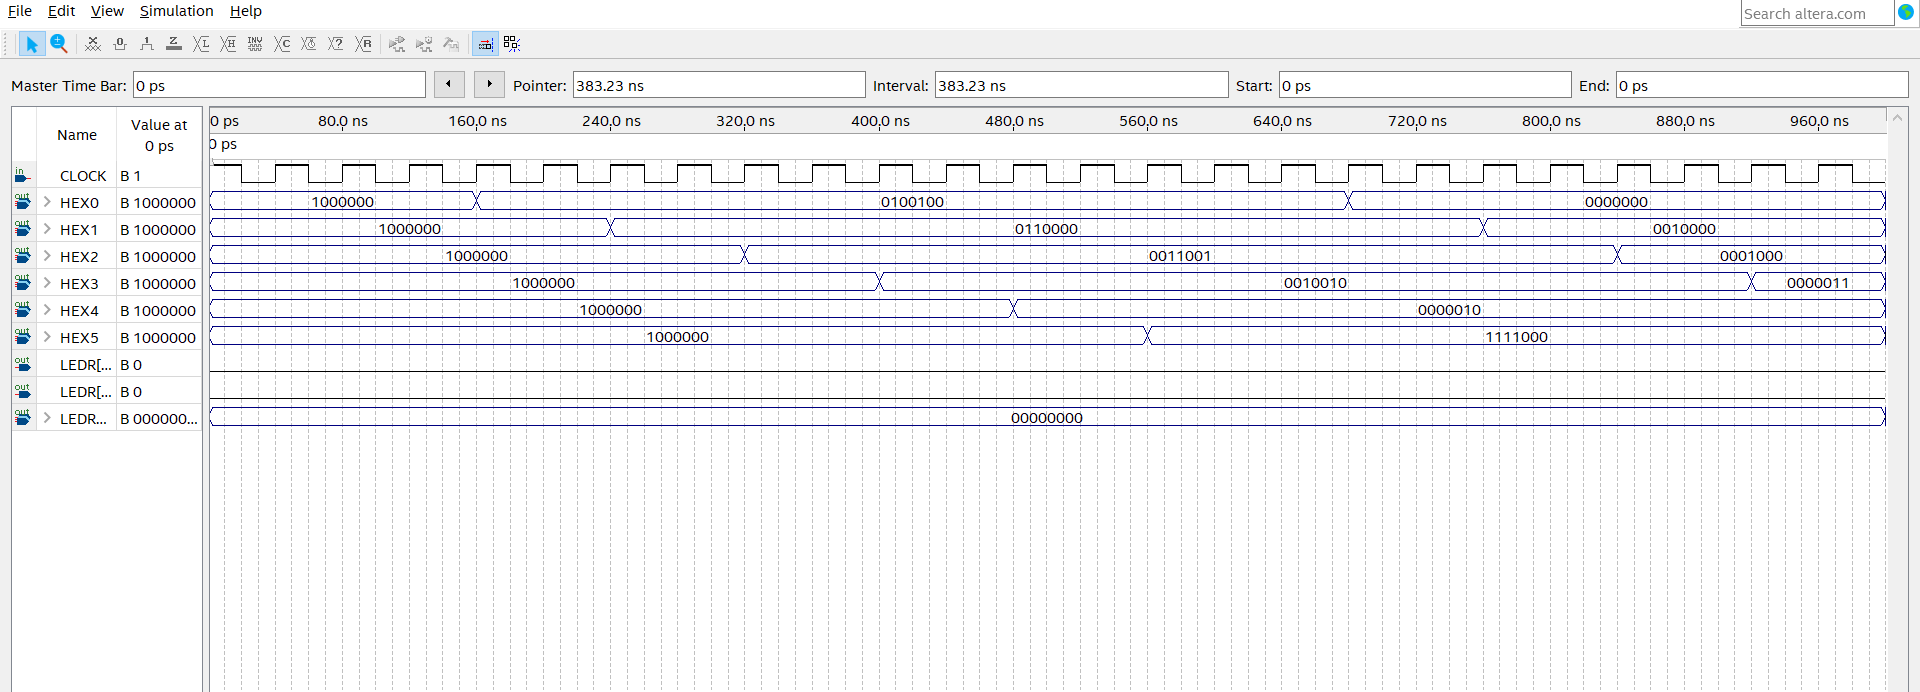 File Edit View Simulation Help
Search altera.com
Master Time Bar: 0 ps Pointer: 383.23 ns Interval: 383.23 ns Start: 0 ps End: 0 ps
Name Value at 0 ps
0 ps 80.0 ns 160.0 ns 240.0 ns 320.0 ns 400.0 ns 480.0 ns 560.0 ns 640.0 ns 720.0 ns 800.0 ns 880.0 ns 960.0 ns
0 ps
in CLOCK B 1
out HEX0 B 1000000 1000000 0100100 0000000
out HEX1 B 1000000 1000000 0110000 0010000
out HEX2 B 1000000 1000000 0011001 0001000
out HEX3 B 1000000 1000000 0010010 0000011
out HEX4 B 1000000 1000000 0000010
out HEX5 B 1000000 1000000 1111000
out LEDR[... B 0
out LEDR[... B 0
out LEDR... B 000000... 00000000